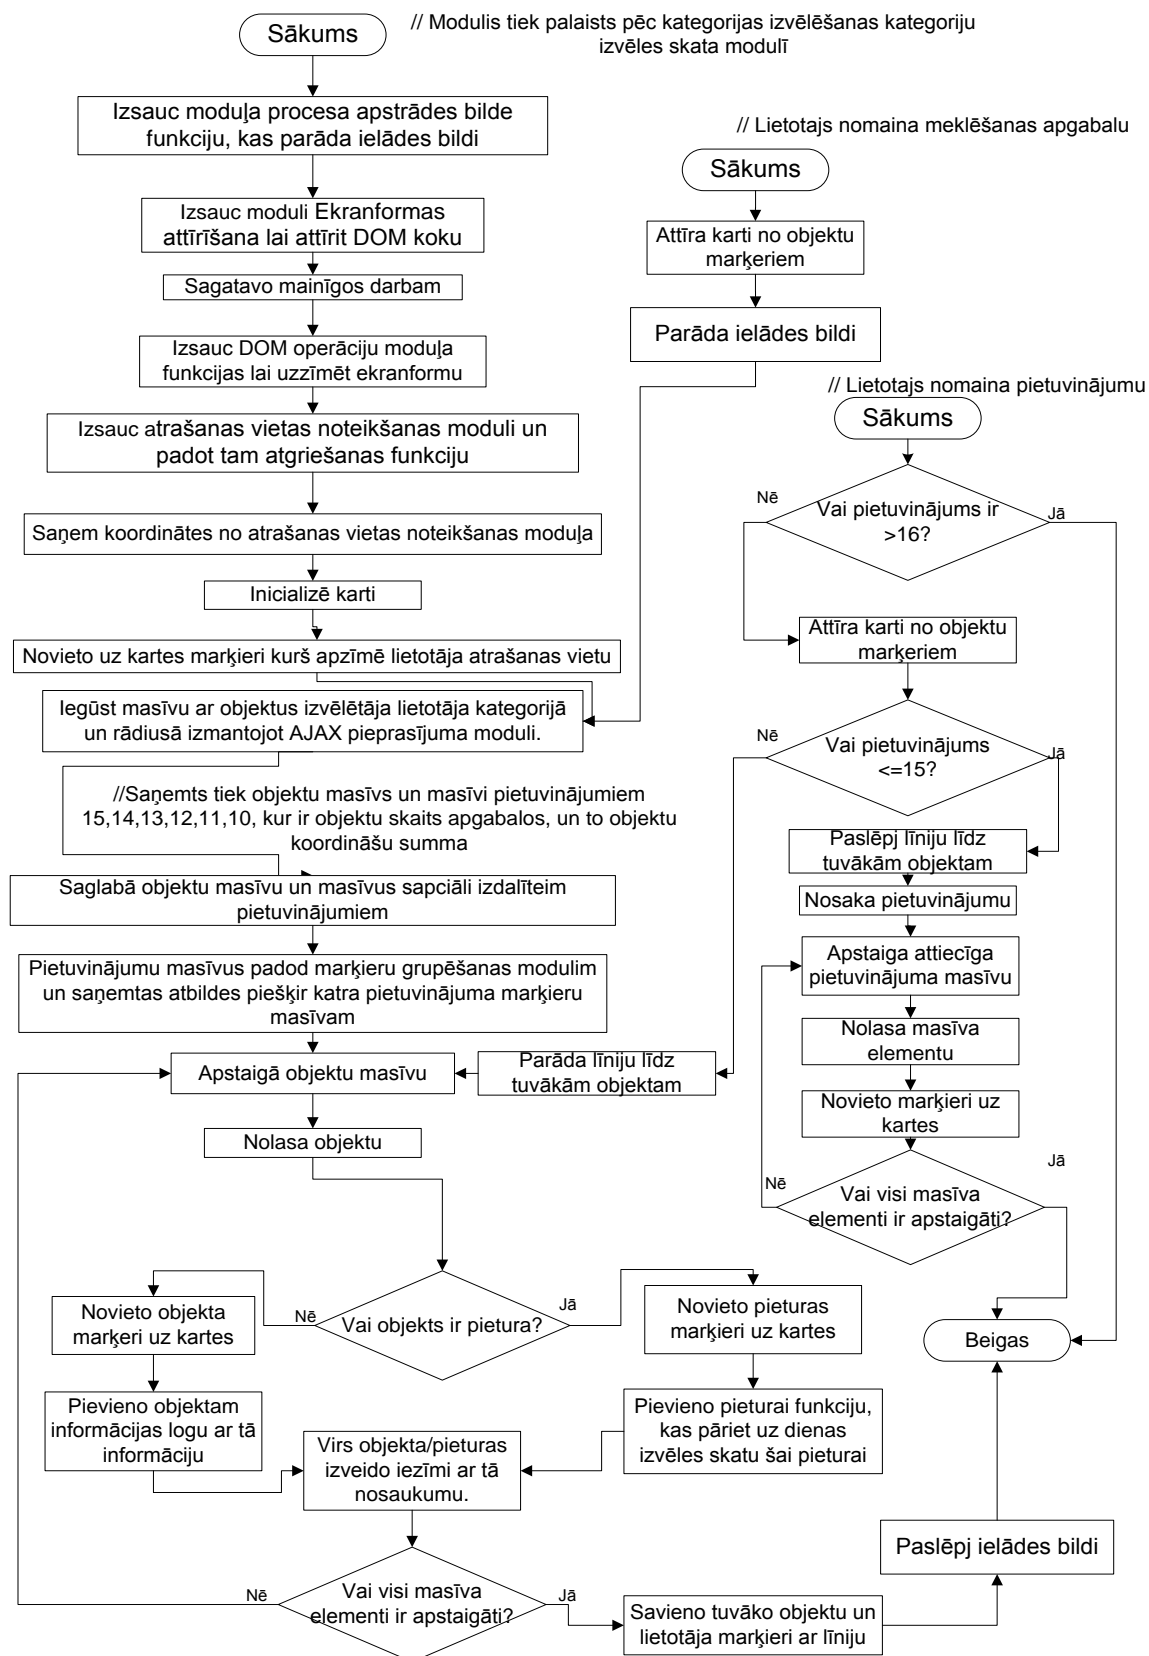 Sākums
// Modulis tiek palaists pēc kategorijas izvēlēšanas kategoriju
izvēles skata modulī
Izsauc moduļa procesa apstrādes bilde
funkciju, kas parāda ielādes bildi
Izsauc moduli Ekranformas
attīrīšana lai attīrit DOM koku
Sagatavo mainīgos darbam
Izsauc DOM operāciju moduļa
funkcijas lai uzzīmēt ekranformu
Izsauc atrašanas vietas noteikšanas moduli un
padot tam atgriešanas funkciju
Saņem koordinātes no atrašanas vietas noteikšanas moduļa
Inicializē karti
Novieto uz kartes marķieri kurš apzīmē lietotāja atrašanas vietu
Iegūst masīvu ar objektus izvēlētāja lietotāja kategorijā
un rādiusā izmantojot AJAX pieprasījuma moduli.
//Saņemts tiek objektu masīvs un masīvi pietuvinājumiem
15,14,13,12,11,10, kur ir objektu skaits apgabalos, un to objektu
koordināšu summa
Saglabā objektu masīvu un masīvus sapciāli izdalīteim
pietuvinājumiem
Pietuvinājumu masīvus padod marķieru grupēšanas modulim
un saņemtas atbildes piešķir katra pietuvinājuma marķieru
masīvam
Apstaigā objektu masīvu
Nolasa objektu
Vai objekts ir pietura?
Nē
Jā
Novieto objekta
marķeri uz kartes
Pievieno objektam
informācijas logu ar tā
informāciju
Novieto pieturas
marķieri uz kartes
Pievieno pieturai funkciju,
kas pāriet uz dienas
izvēles skatu šai pieturai
Virs objekta/pieturas
izveido iezīmi ar tā
nosaukumu.
Vai visi masīva
elementi ir apstaigāti?
Nē
Jā
Savieno tuvāko objektu un
lietotāja marķieri ar līniju
Paslēpj ielādes bildi
Beigas
// Lietotajs nomaina meklēšanas apgabalu
Sākums
Attīra karti no objektu
marķeriem
Parāda ielādes bildi
// Lietotajs nomaina pietuvinājumu
Sākums
Vai pietuvinājums ir
>16?
Nē
Jā
Attīra karti no objektu
marķeriem
Vai pietuvinājums
<=15?
Nē
Jā
Parāda līniju līdz
tuvākām objektam
Paslēpj līniju līdz
tuvākām objektam
Nosaka pietuvinājumu
Apstaiga attiecīga
pietuvinājuma masīvu
Nolasa masīva
elementu
Novieto marķieri uz
kartes
Vai visi masīva
elementi ir apstaigāti?
Nē
Jā